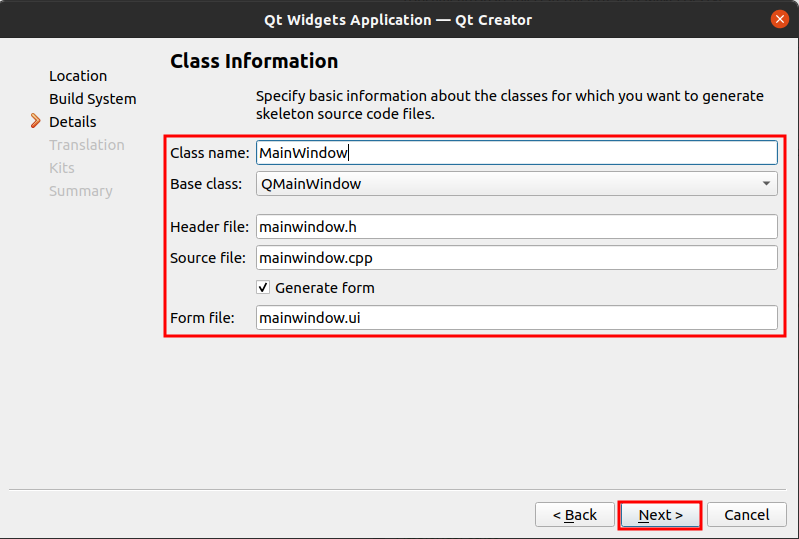 Qt Widgets Application — Qt Creator
Class Information
Location
Build System
Details
Translation
Kits
Summary
Specify basic information about the classes for which you want to generate
skeleton source code files.
Class name: MainWindow
Base class: QMainWindow
Header file: mainwindow.h
Source file: mainwindow.cpp
Generate form
Form file: mainwindow.ui
< Back Next > Cancel